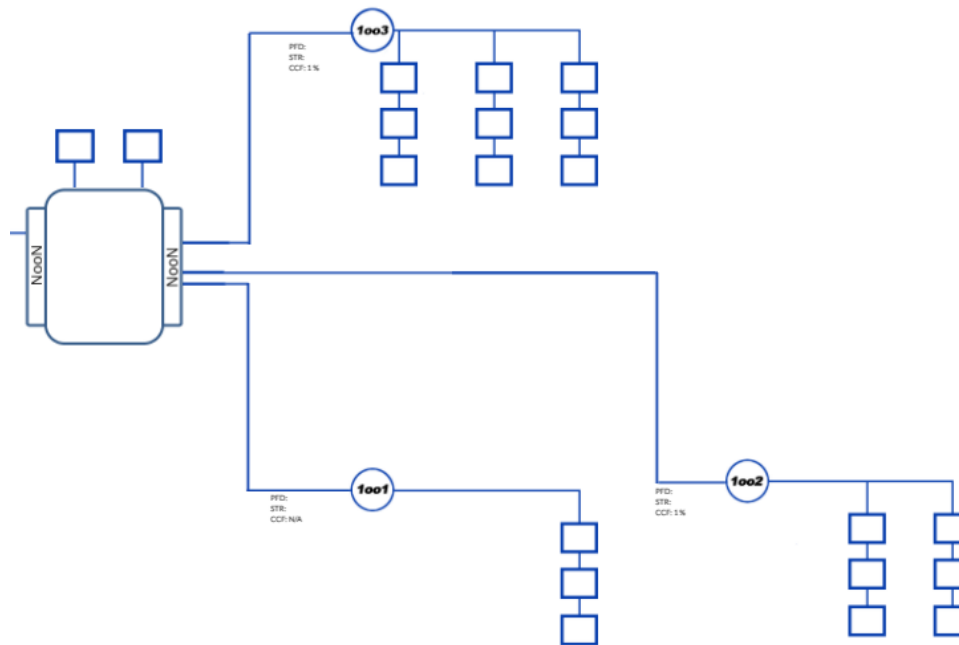 1oo3
PFD:
STR:
CCF: 1%
NooN
NooN
1oo1
PFD:
STR:
CCF: N/A
1oo2
PFD:
STR:
CCF: 1%